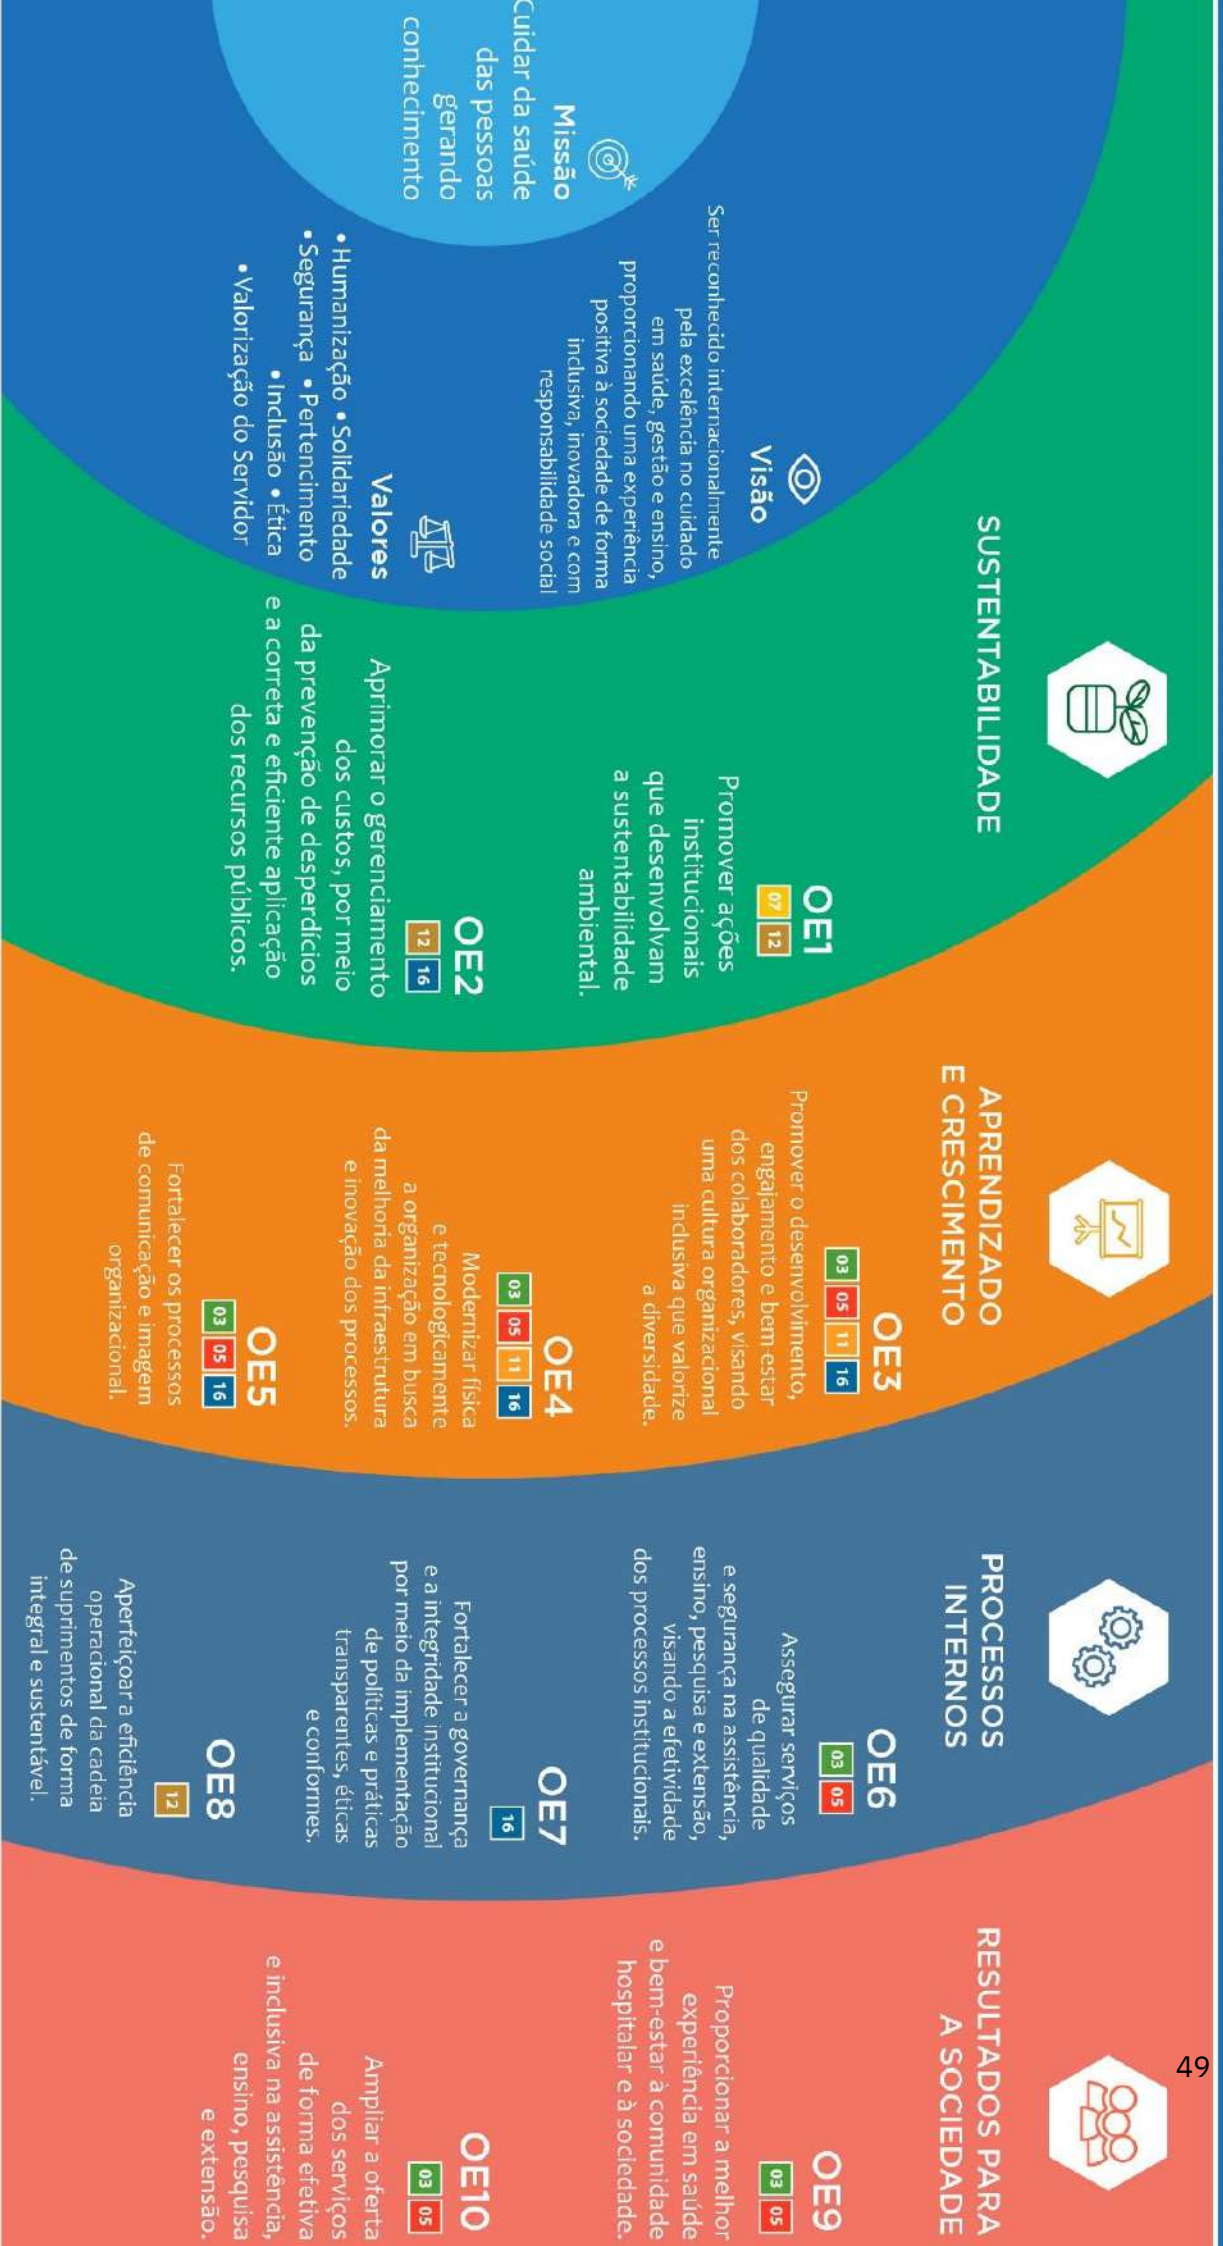 Missão
Cuidar da saúde
das pessoas
gerando
conhecimento
Visão
Ser reconhecido internacionalmente
pela excelência no cuidado
em saúde, gestão e ensino,
proporcionando uma experiência
positiva à sociedade de forma
inclusiva, inovadora e com
responsabilidade social
Valores
• Humanização • Solidariedade
• Segurança • Pertencimento
• Inclusão • Ética
• Valorização do Servidor
SUSTENTABILIDADE
OE1
07 12
Promover ações
institucionais
que desenvolvam
a sustentabilidade
ambiental.
OE2
12 16
Aprimorar o gerenciamento
dos custos, por meio
da prevenção de desperdícios
e a correta e eficiente aplicação
dos recursos públicos.
APRENDIZADO
E CRESCIMENTO
OE3
03 05 11 16
Promover o desenvolvimento,
engajamento e bem-estar
dos colaboradores, visando
uma cultura organizacional
inclusiva que valorize
a diversidade.
OE4
03 05 11 16
Modernizar física
e tecnologicamente
a organização em busca
da melhoria da infraestrutura
e inovação dos processos.
OE5
03 05 16
Fortalecer os processos
de comunicação e imagem
organizacional.
PROCESSOS
INTERNOS
OE6
03 05
Assegurar serviços
de qualidade
e segurança na assistência,
ensino, pesquisa e extensão,
visando a efetividade
dos processos institucionais.
OE7
16
Fortalecer a governança
e a integridade institucional
por meio da implementação
de políticas e práticas
transparentes, éticas
e conformes.
OE8
12
Aperfeiçoar a eficiência
operacional da cadeia
de suprimentos de forma
integral e sustentável.
RESULTADOS PARA
A SOCIEDADE
OE9
03 05
Proporcionar a melhor
experiência em saúde
e bem-estar à comunidade
hospitalar e à sociedade.
OE10
03 05
Ampliar a oferta
dos serviços
de forma efetiva
e inclusiva na assistência,
ensino, pesquisa
e extensão.
49